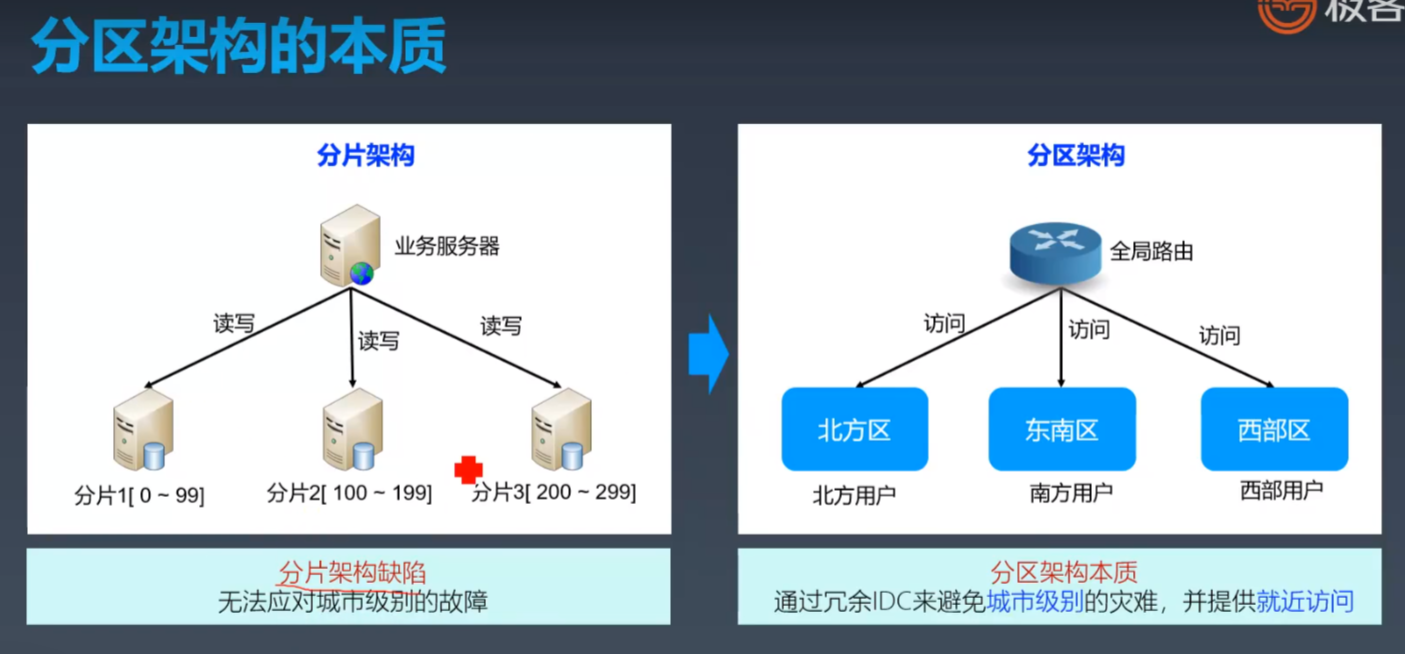 分区架构的本质
极客
分片架构
业务服务器
读写
读写
读写
分片1[ 0 ~ 99]
分片2[ 100 ~ 199]
分片3[ 200 ~ 299]
分片架构缺陷
无法应对城市级别的故障
分区架构
全局路由
访问
访问
访问
北方区
东南区
西部区
北方用户
南方用户
西部用户
分区架构本质
通过冗余IDC来避免城市级别的灾难，并提供就近访问